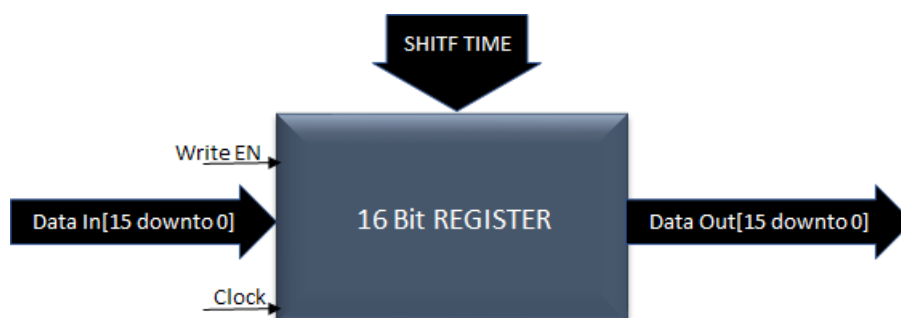 SHITF TIME
Write EN
Data In[15 downto 0]
16 Bit REGISTER
Data Out[15 downto 0]
Clock